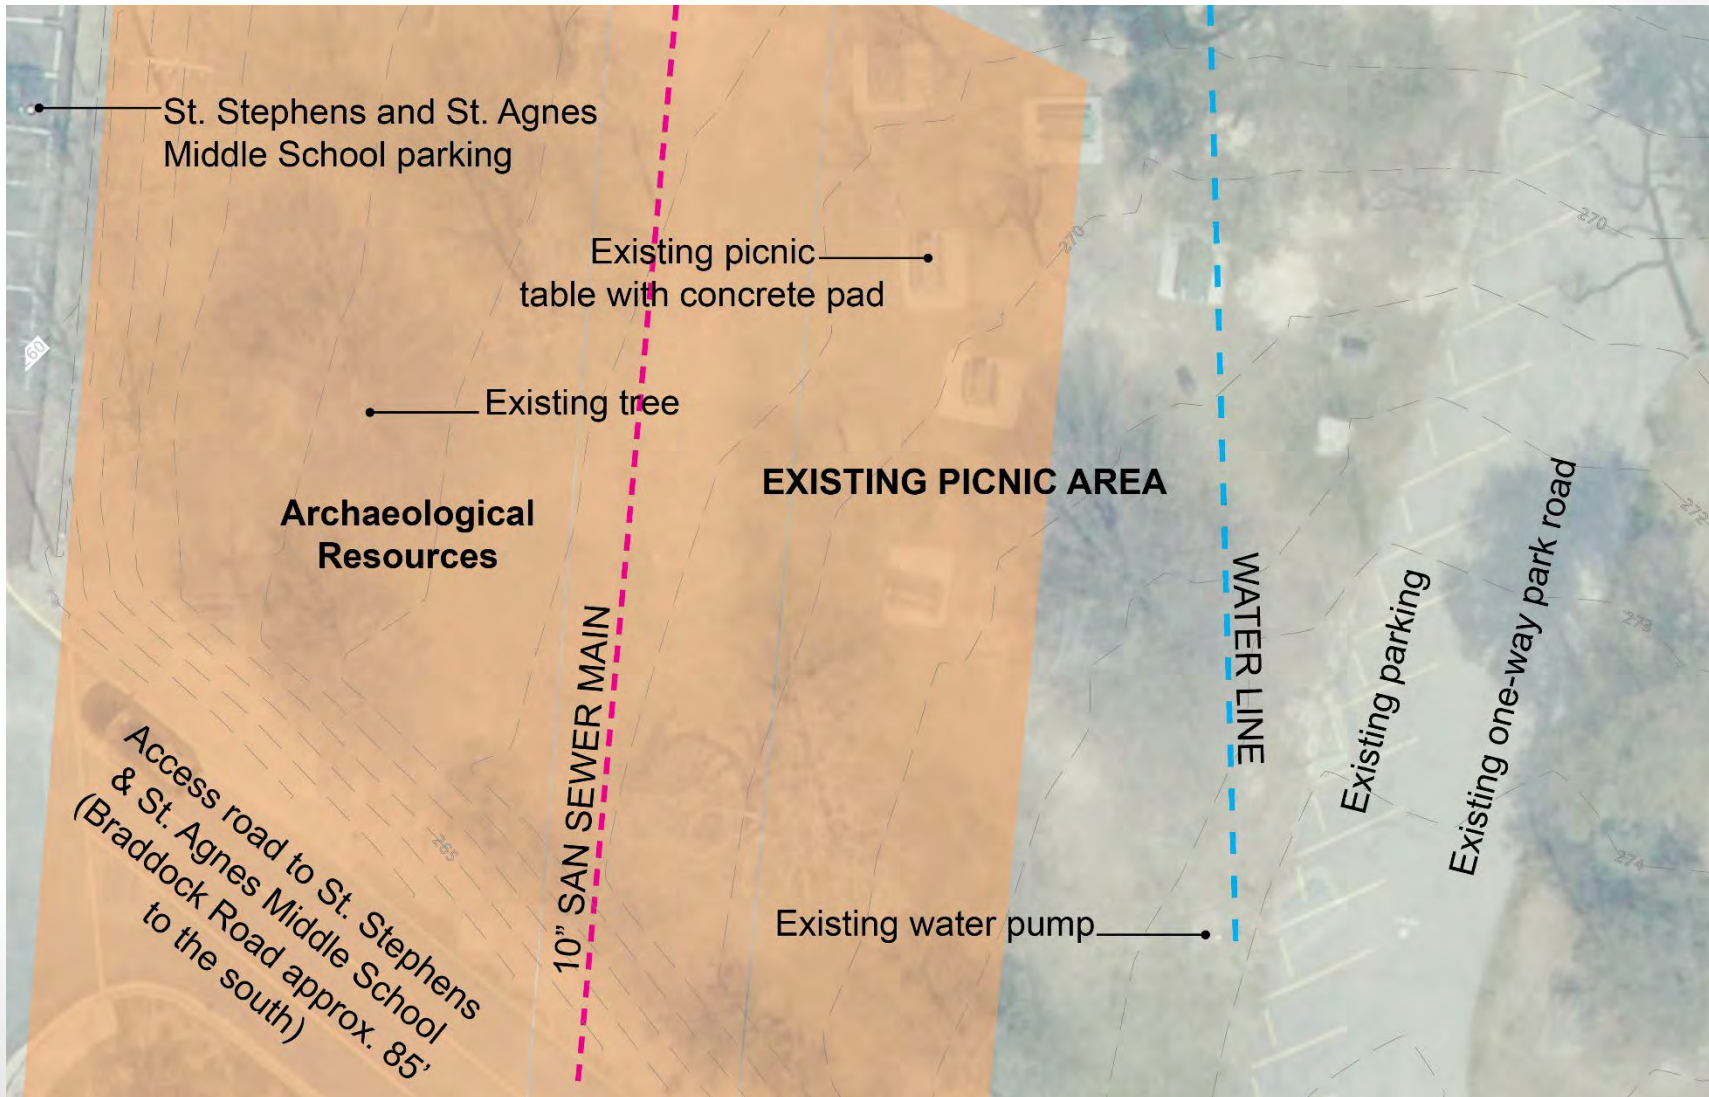 St. Stephens and St. Agnes
Middle School parking
Existing picnic
table with concrete pad
270
270
260
Existing tree
EXISTING PICNIC AREA
Archaeological
Resources
272
273
274
265
10” SAN SEWER MAIN
WATER LINE
Existing parking
Existing one-way park road
Access road to St. Stephens
& St. Agnes Middle School
(Braddock Road approx. 85’
to the south)
Existing water pump